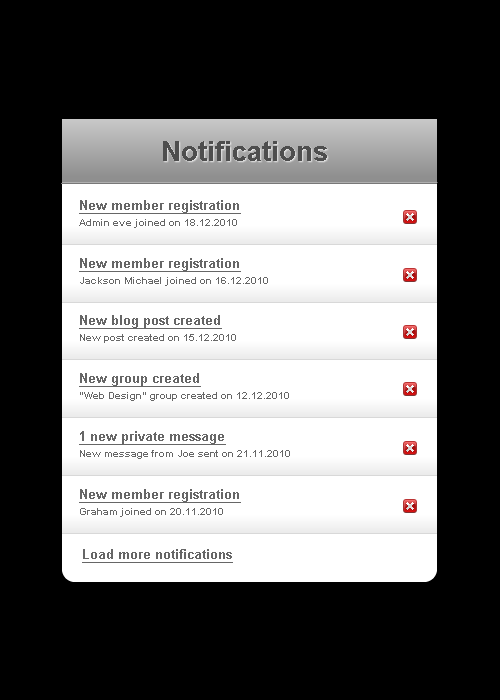 Notifications
New member registration
Admin eve joined on 18.12.2010
New member registration
Jackson Michael joined on 16.12.2010
New blog post created
New post created on 15.12.2010
New group created
"Web Design" group created on 12.12.2010
1 new private message
New message from Joe sent on 21.11.2010
New member registration
Graham joined on 20.11.2010
Load more notifications